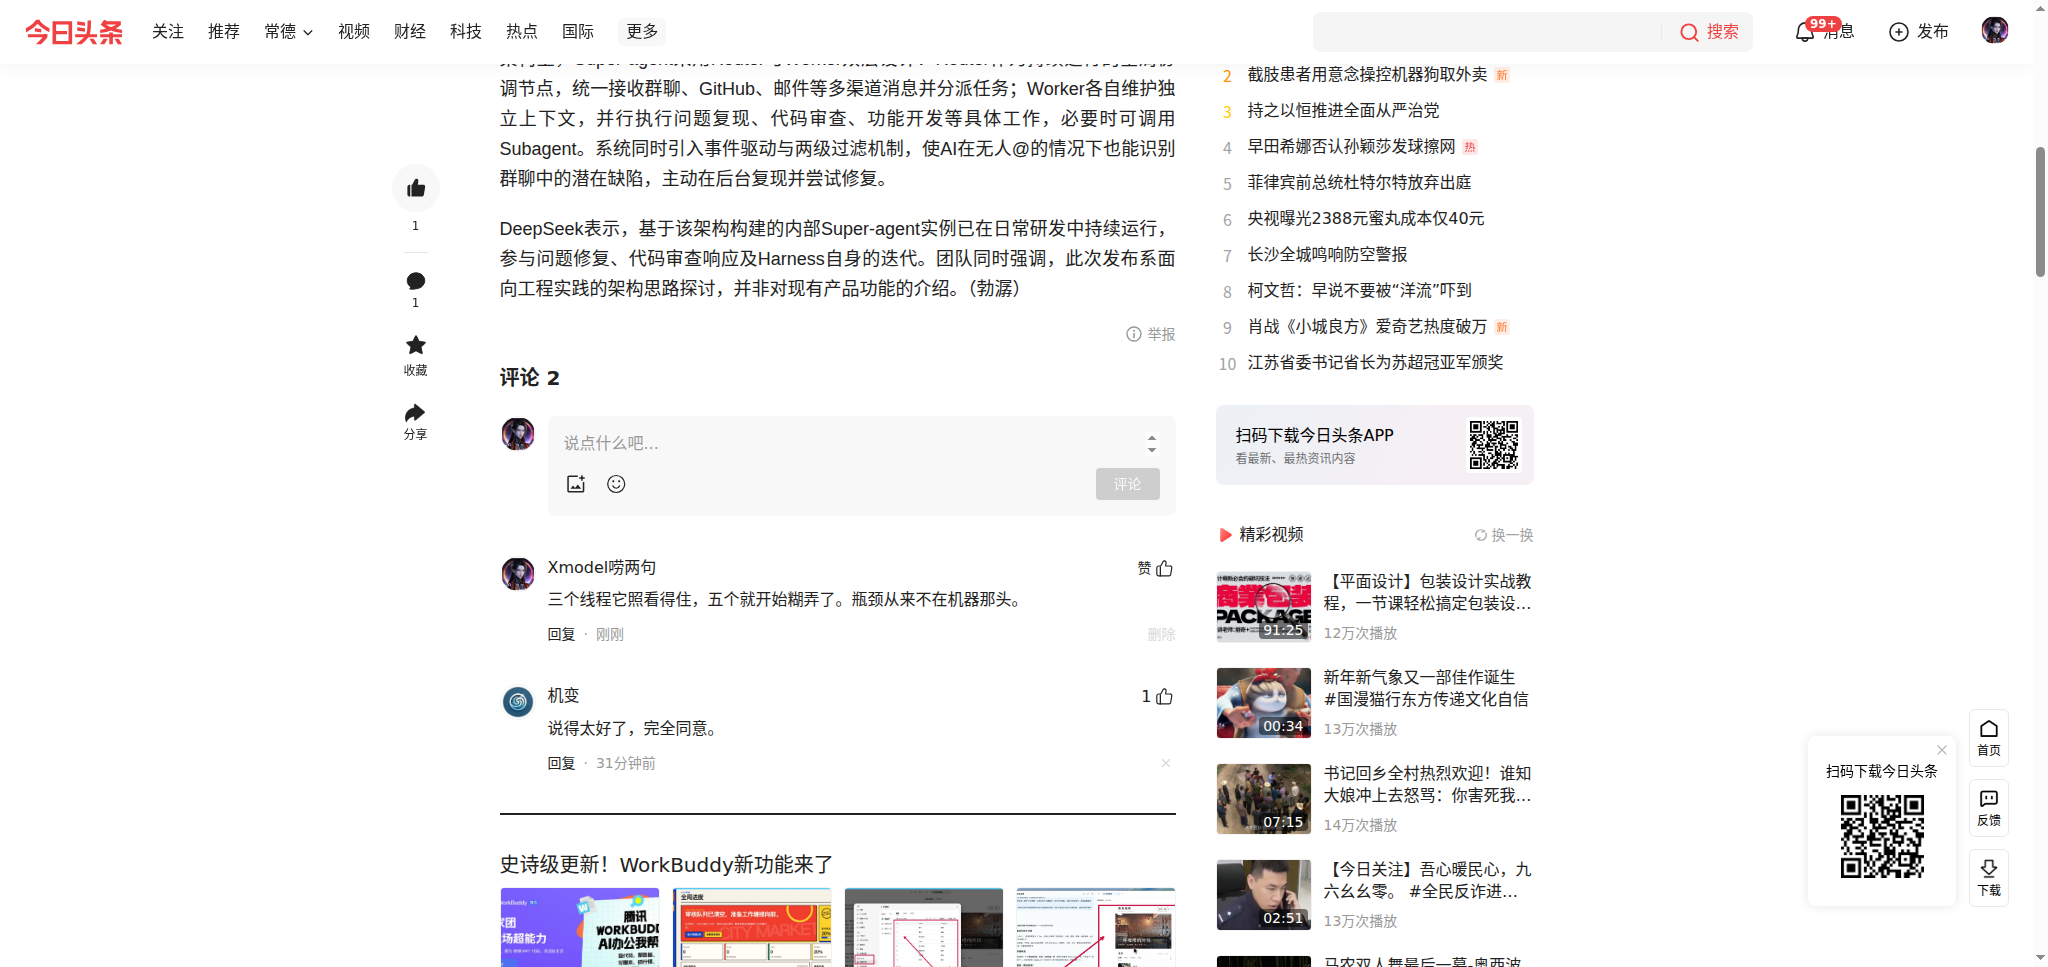 今日头条
关注 推荐 常德 视频 财经 科技 热点 国际 更多
搜索
99+
消息
发布
调节点，统一接收群聊、GitHub、邮件等多渠道消息并分派任务；Worker各自维护独
立上下文，并行执行问题复现、代码审查、功能开发等具体工作，必要时可调用
Subagent。系统同时引入事件驱动与两级过滤机制，使AI在无人@的情况下也能识别
群聊中的潜在缺陷，主动在后台复现并尝试修复。
DeepSeek表示，基于该架构构建的内部Super-agent实例已在日常研发中持续运行，
参与问题修复、代码审查响应及Harness自身的迭代。团队同时强调，此次发布系面
向工程实践的架构思路探讨，并非对现有产品功能的介绍。（勃潺）
举报
1
1
收藏
分享
评论 2
说点什么吧...
评论
Xmodel唠两句
赞
三个线程它照看得住，五个就开始糊弄了。瓶颈从来不在机器那头。
回复 · 刚刚
删除
机变
1
说得太好了，完全同意。
回复 · 31分钟前
史诗级更新！WorkBuddy新功能来了
2 截肢患者用意念操控机器狗取外卖 新
3 持之以恒推进全面从严治党
4 早田希娜否认孙颖莎发球擦网 热
5 菲律宾前总统杜特尔特放弃出庭
6 央视曝光2388元蜜丸成本仅40元
7 长沙全城鸣响防空警报
8 柯文哲：早说不要被“洋流”吓到
9 肖战《小城良方》爱奇艺热度破万 新
10 江苏省委书记省长为苏超冠亚军颁奖
扫码下载今日头条APP
看最新、最热资讯内容
精彩视频
换一换
91:25
【平面设计】包装设计实战教
程，一节课轻松搞定包装设...
12万次播放
00:34
新年新气象又一部佳作诞生
#国漫猫行东方传递文化自信
13万次播放
07:15
书记回乡全村热烈欢迎！谁知
大娘冲上去怒骂：你害死我...
14万次播放
02:51
【今日关注】吾心暖民心，九
六幺幺零。 #全民反诈进...
13万次播放
扫码下载今日头条
首页
反馈
下载